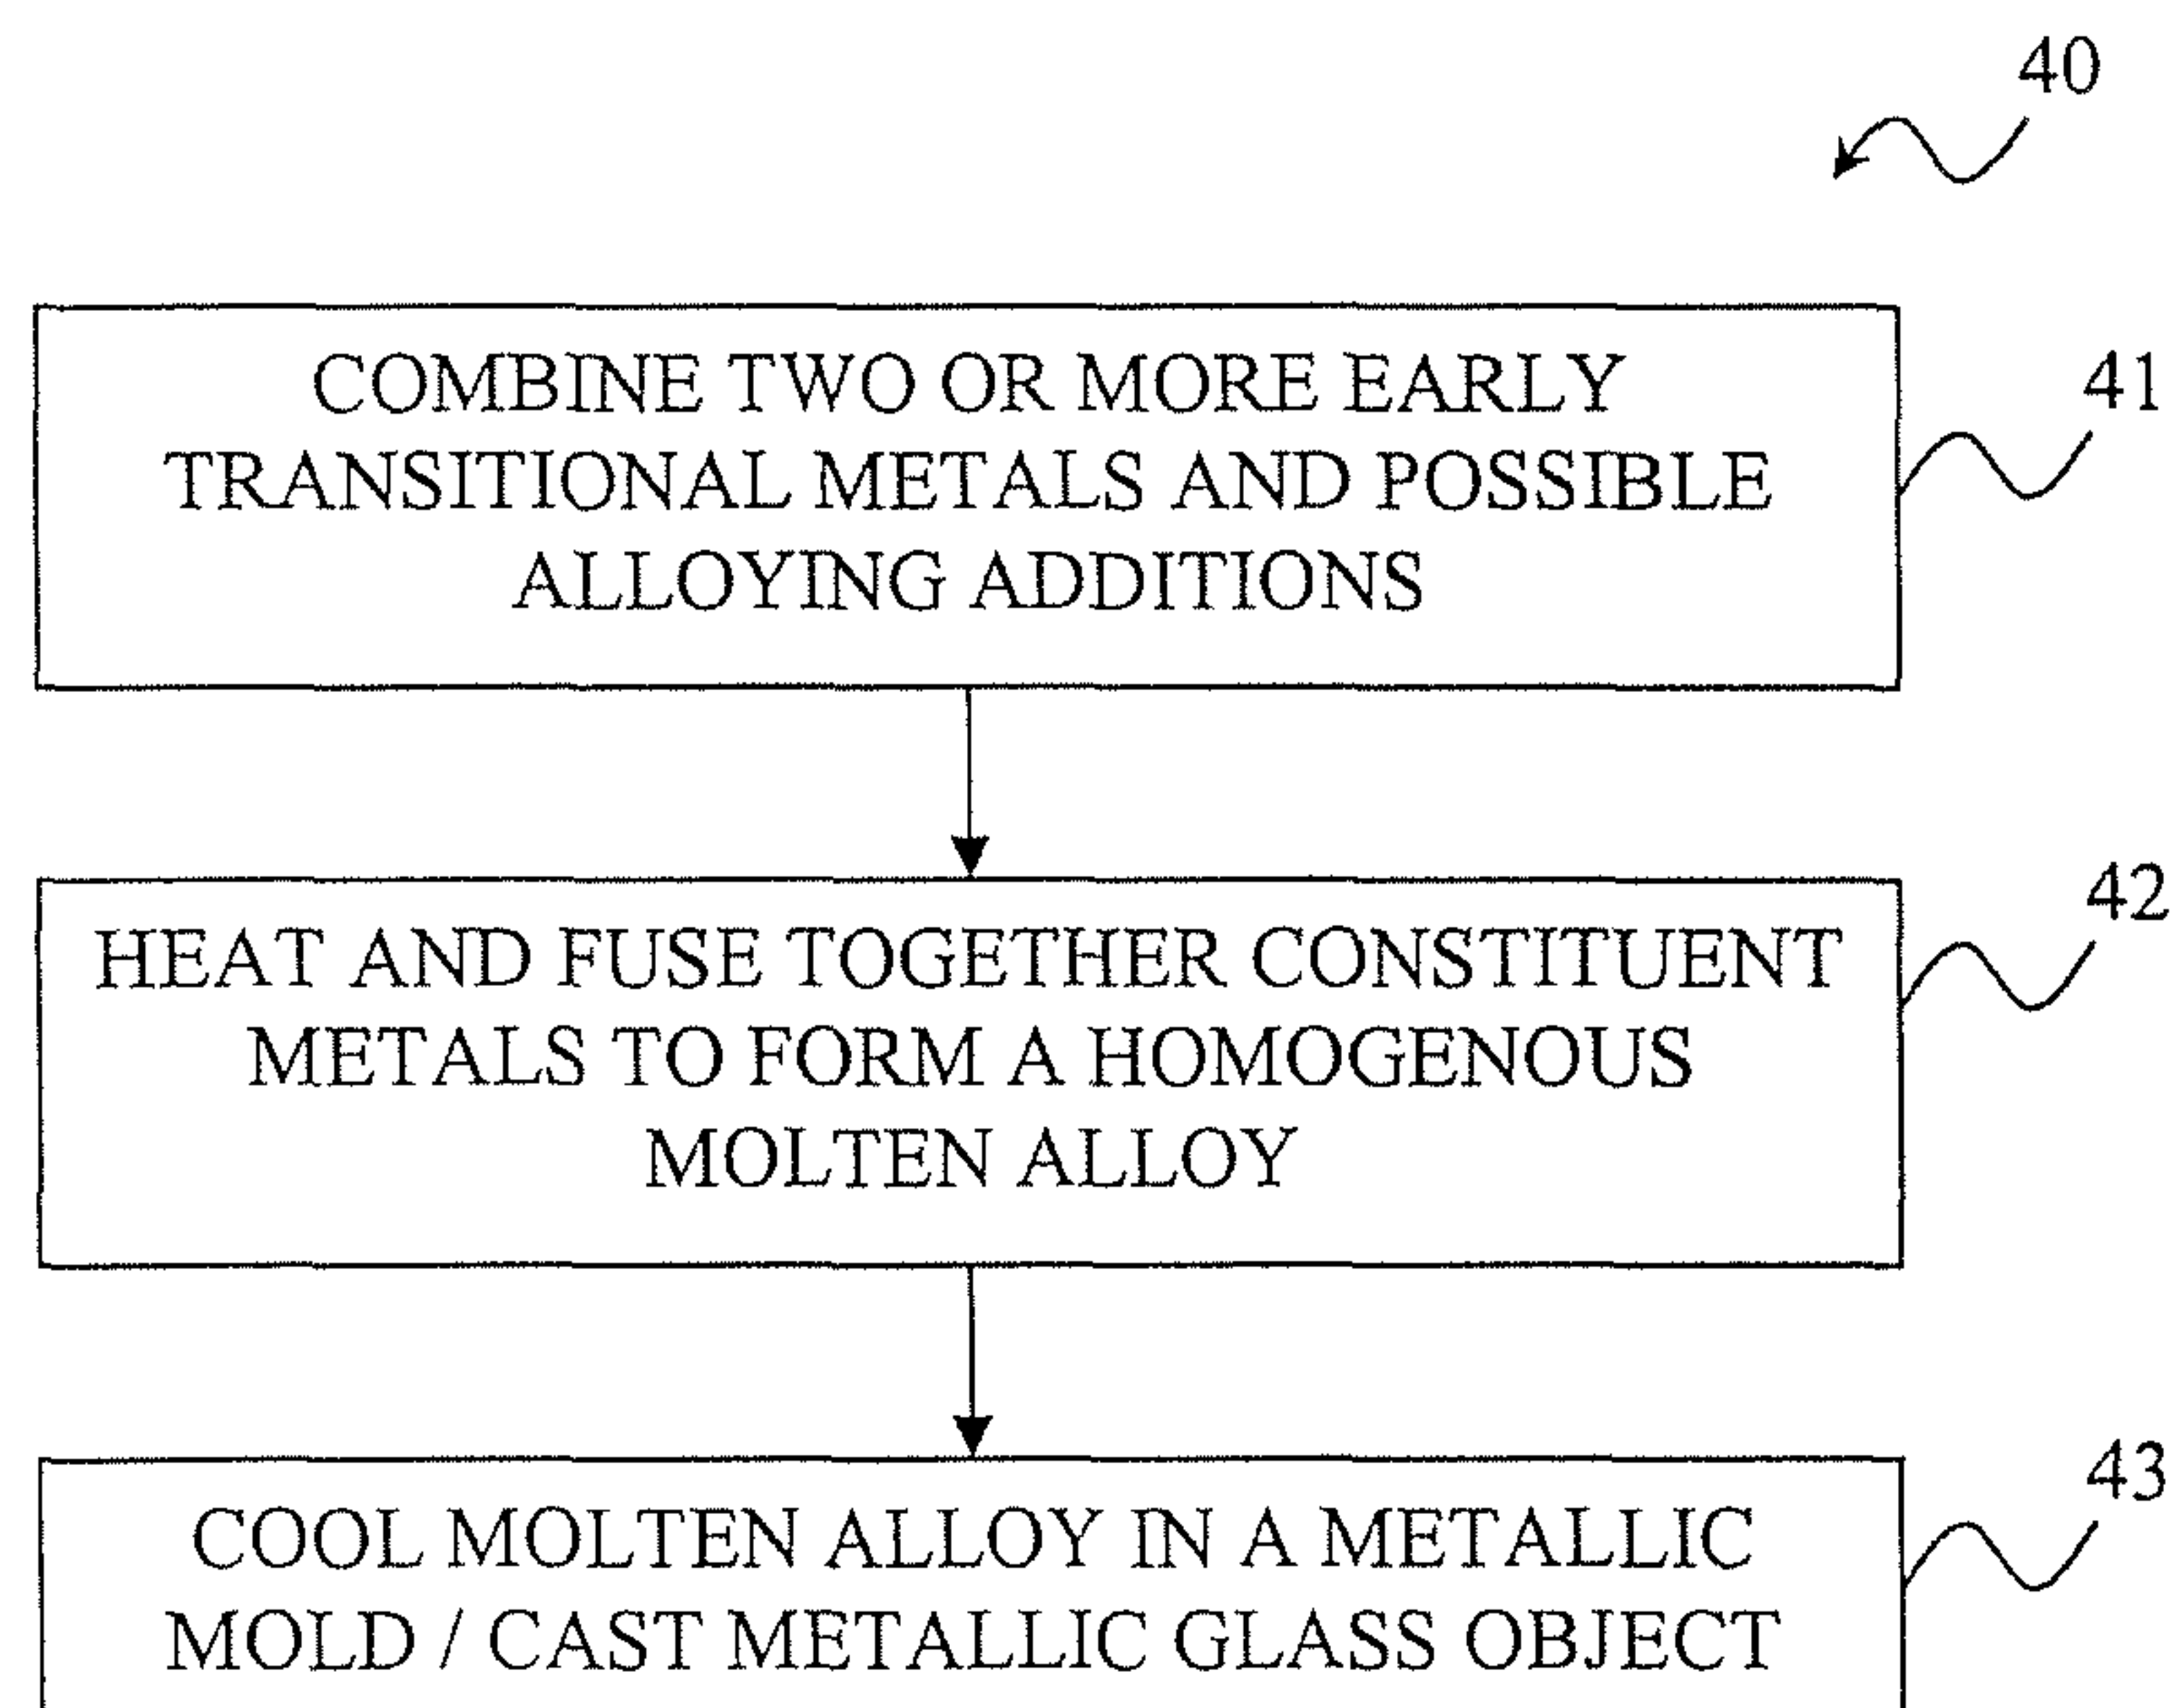 40
COMBINE TWO OR MORE EARLY
TRANSITIONAL METALS AND POSSIBLE
ALLOYING ADDITIONS
41
HEAT AND FUSE TOGETHER CONSTITUENT
METALS TO FORM A HOMOGENOUS
MOLTEN ALLOY
42
COOL MOLTEN ALLOY IN A METALLIC
MOLD / CAST METALLIC GLASS OBJECT
43